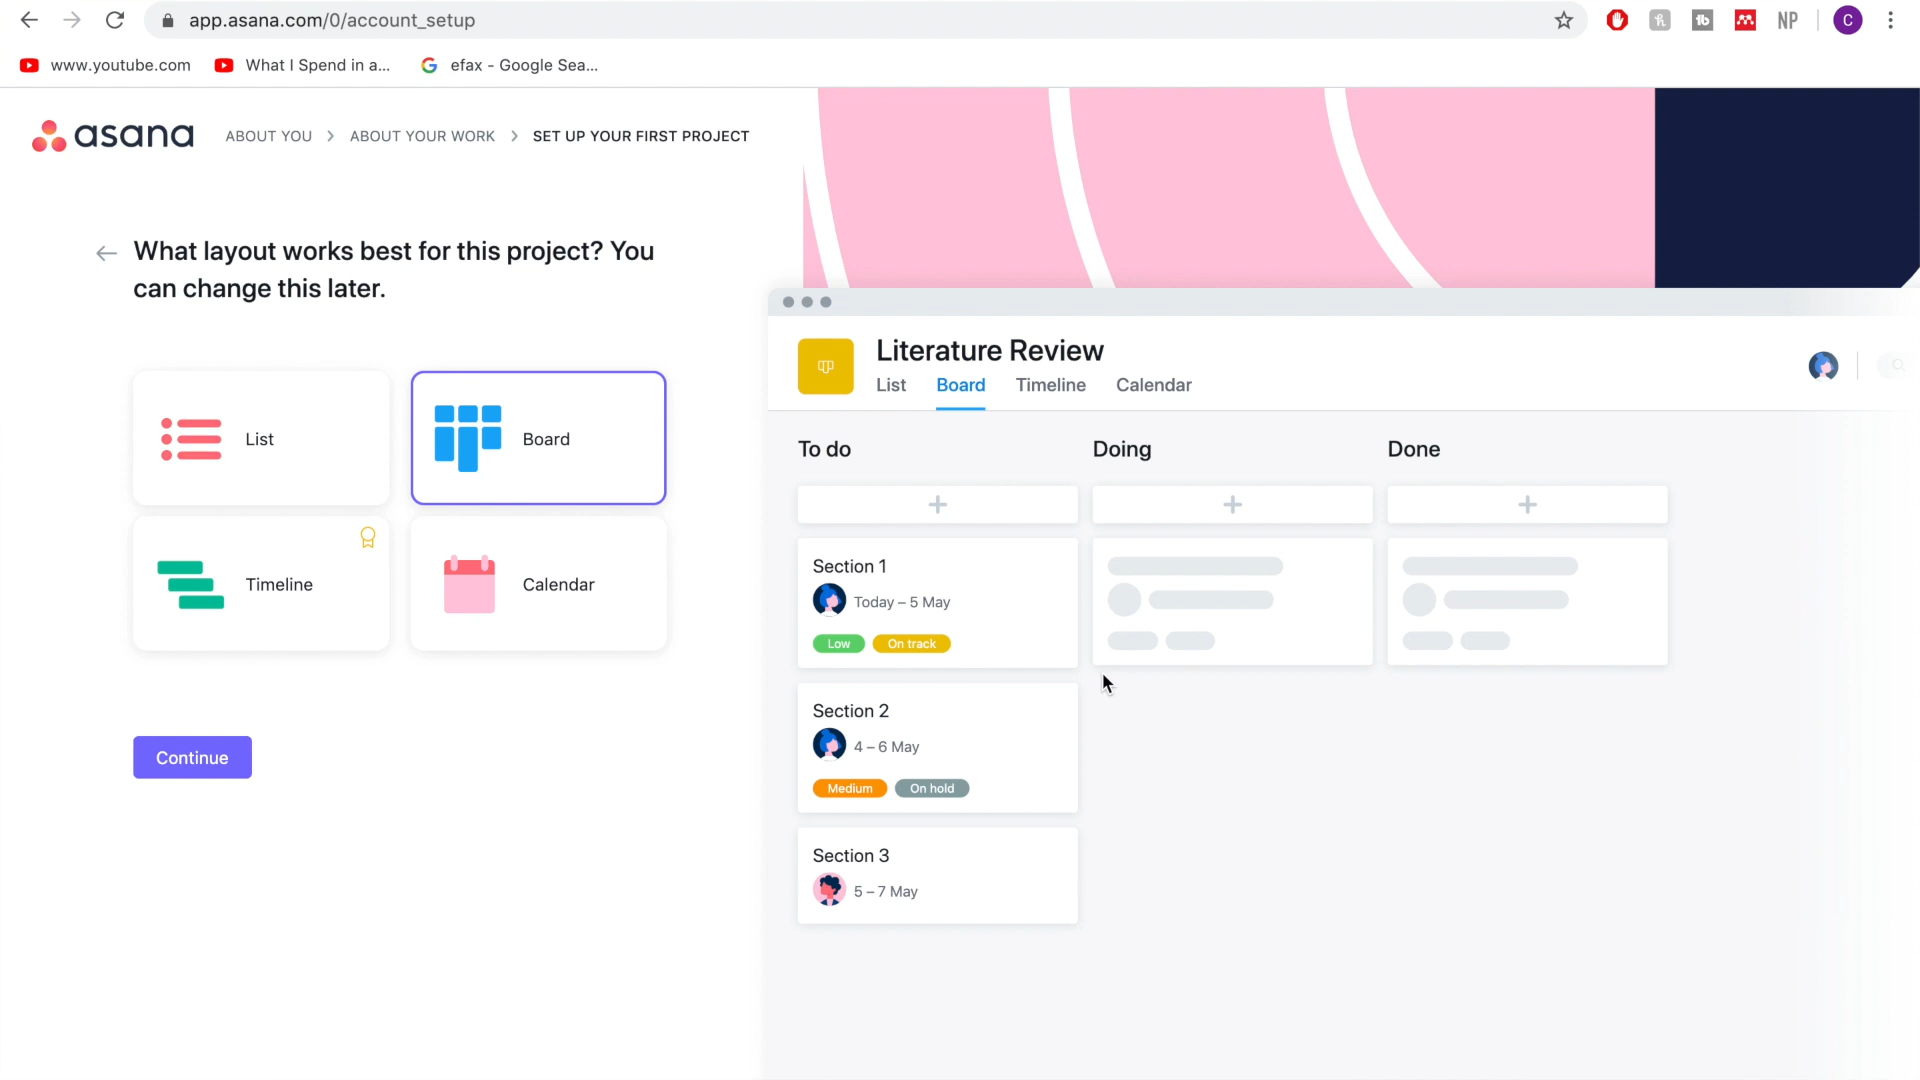 app.asana.com/0/account_setup
NP
C
www.youtube.com
What I Spend in a...
efax - Google Sea...
asana
ABOUT YOU > ABOUT YOUR WORK > SET UP YOUR FIRST PROJECT
What layout works best for this project? You
can change this later.
List
Board
Timeline
Calendar
Continue
Literature Review
List Board Timeline Calendar
To do
Doing
Done
Section 1
Today – 5 May
Low On track
Section 2
4 – 6 May
Medium On hold
Section 3
5 – 7 May